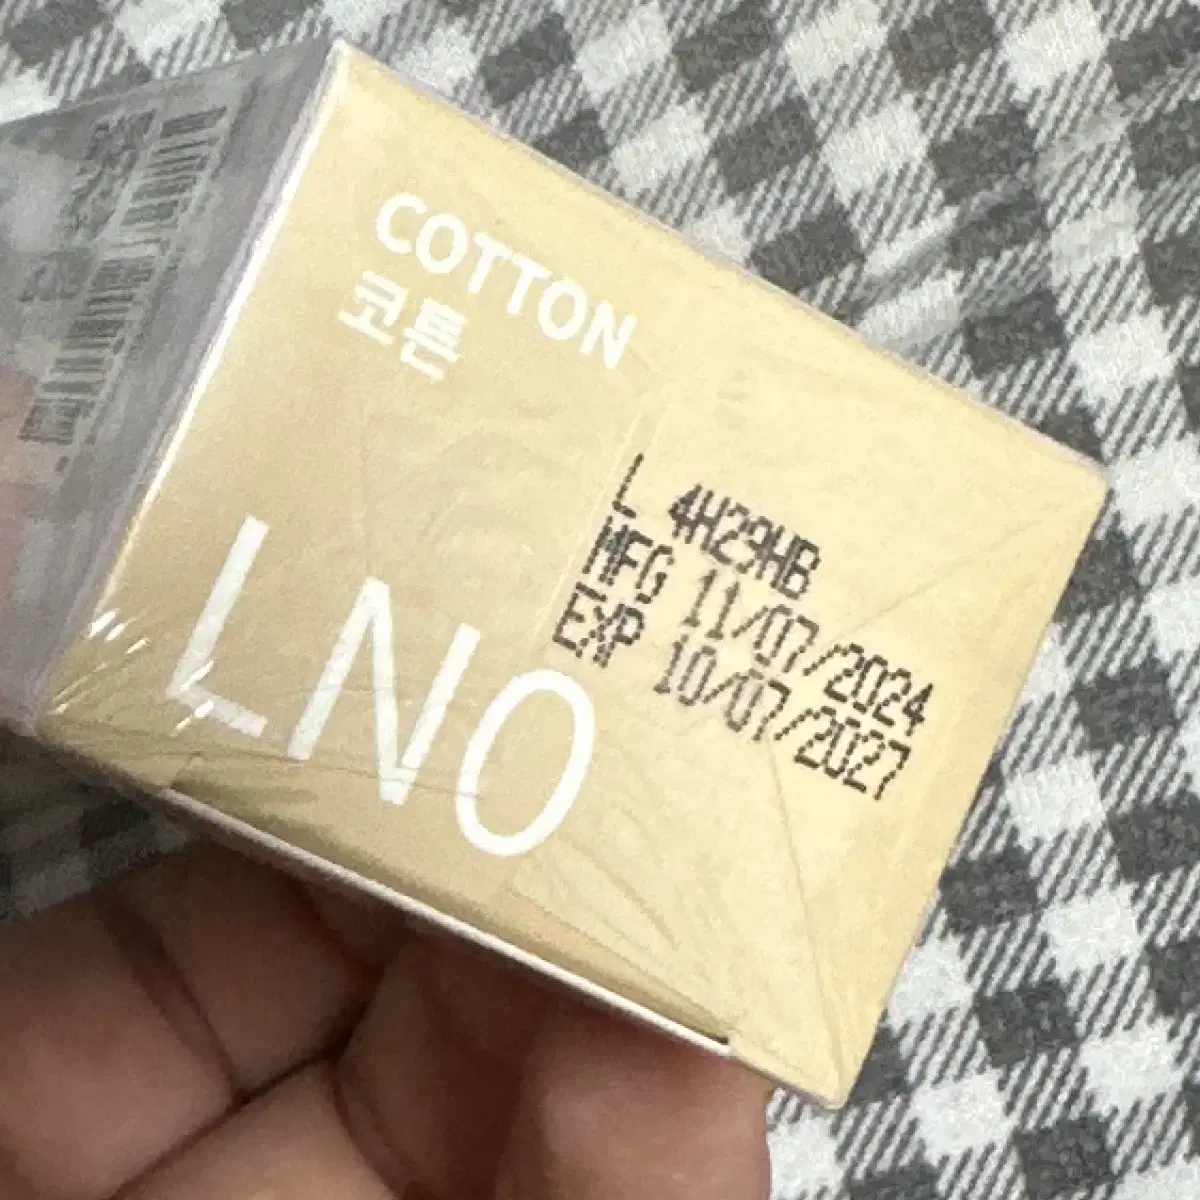 COTTON
코튼
LNO
L 4H29HB
MFG 11/07/2024
EXP 10/07/2027